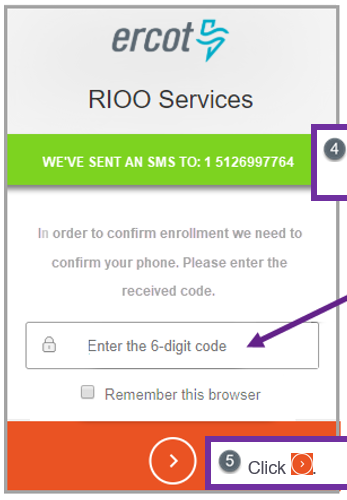 ercot
RIOO Services
WE'VE SENT AN SMS TO: 1 5126997764
4
In order to confirm enrollment we need to
confirm your phone. Please enter the
received code.
Enter the 6-digit code
Remember this browser
5 Click .